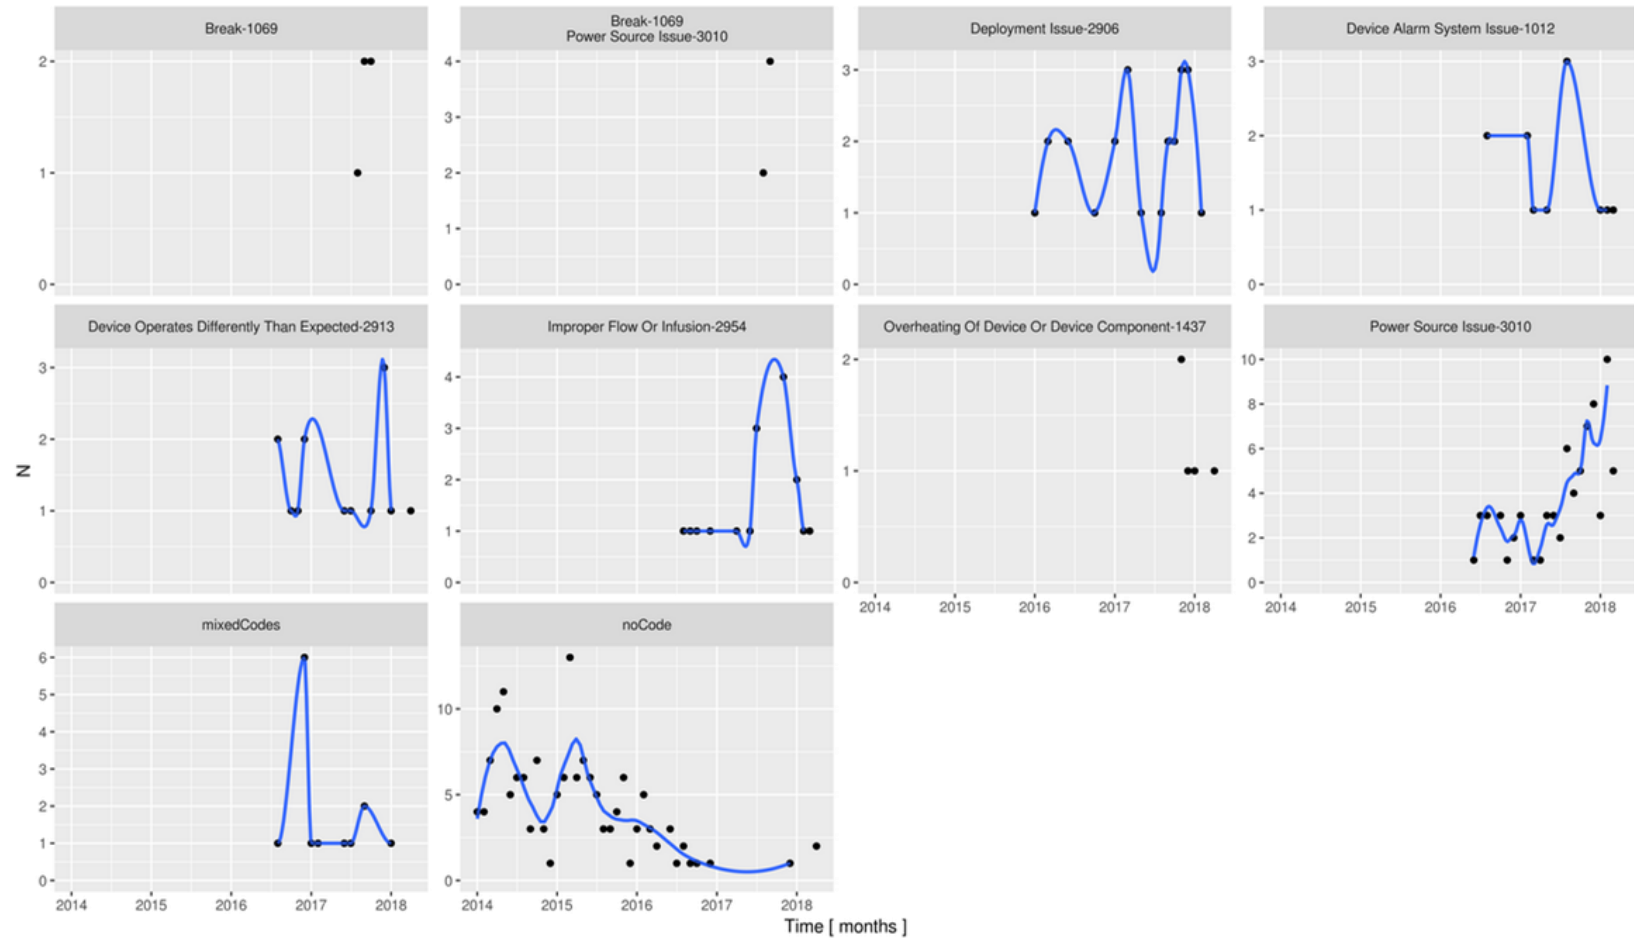 Break-1069
Break-1069
Power Source Issue-3010
Deployment Issue-2906
Device Alarm System Issue-1012
2
1
0
4
3
2
1
0
3
2
1
0
3
2
1
0
Device Operates Differently Than Expected-2913
Improper Flow Or Infusion-2954
Overheating Of Device Or Device Component-1437
Power Source Issue-3010
N
3
2
1
0
4
3
2
1
0
2
1
0
10
8
6
4
2
0
2014 2015 2016 2017 2018
2014 2015 2016 2017 2018
mixedCodes
noCode
6
5
4
3
2
1
0
10
5
0
2014 2015 2016 2017 2018
2014 2015 2016 2017 2018
Time [ months ]